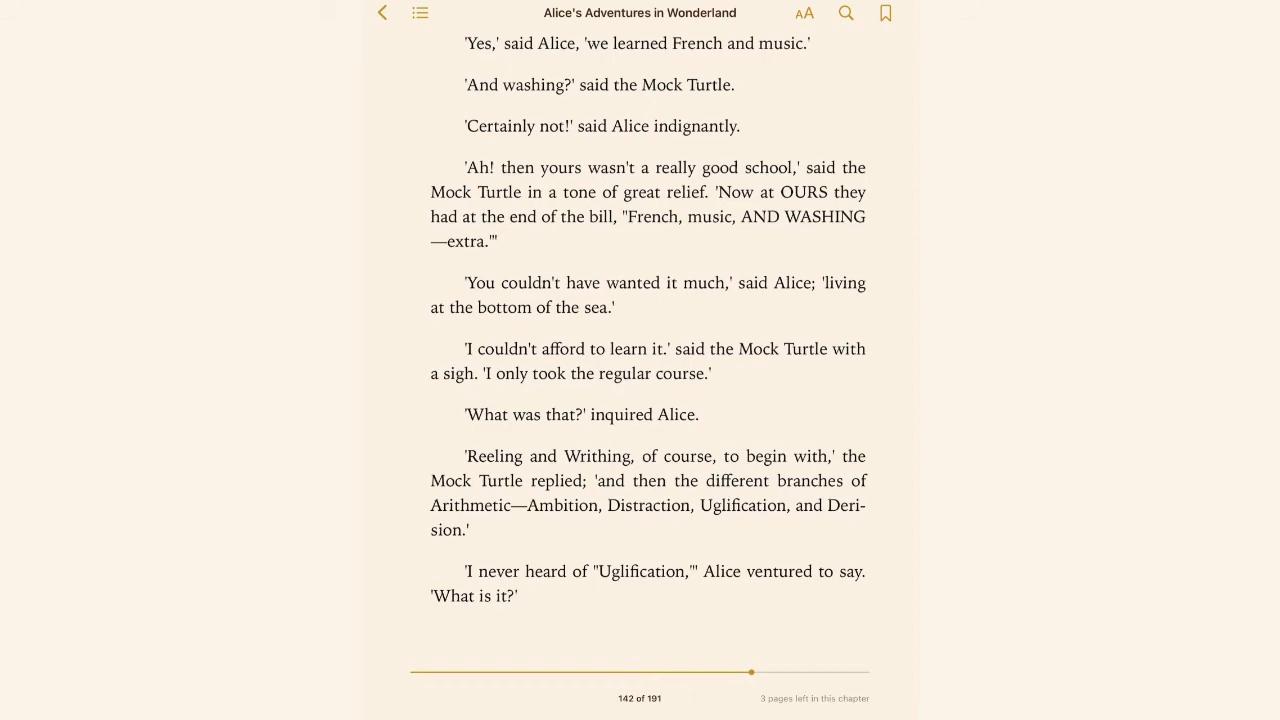 Alice's Adventures in Wonderland
AA
'Yes,' said Alice, 'we learned French and music.'
'And washing?' said the Mock Turtle.
'Certainly not!' said Alice indignantly.
'Ah! then yours wasn't a really good school,' said the
Mock Turtle in a tone of great relief. 'Now at OURS they
had at the end of the bill, "French, music, AND WASHING
—extra."'
'You couldn't have wanted it much,' said Alice; 'living
at the bottom of the sea.'
'I couldn't afford to learn it.' said the Mock Turtle with
a sigh. 'I only took the regular course.'
'What was that?' inquired Alice.
'Reeling and Writhing, of course, to begin with,' the
Mock Turtle replied; 'and then the different branches of
Arithmetic—Ambition, Distraction, Uglification, and Deri-
sion.'
'I never heard of "Uglification,"' Alice ventured to say.
'What is it?'
142 of 191
3 pages left in this chapter